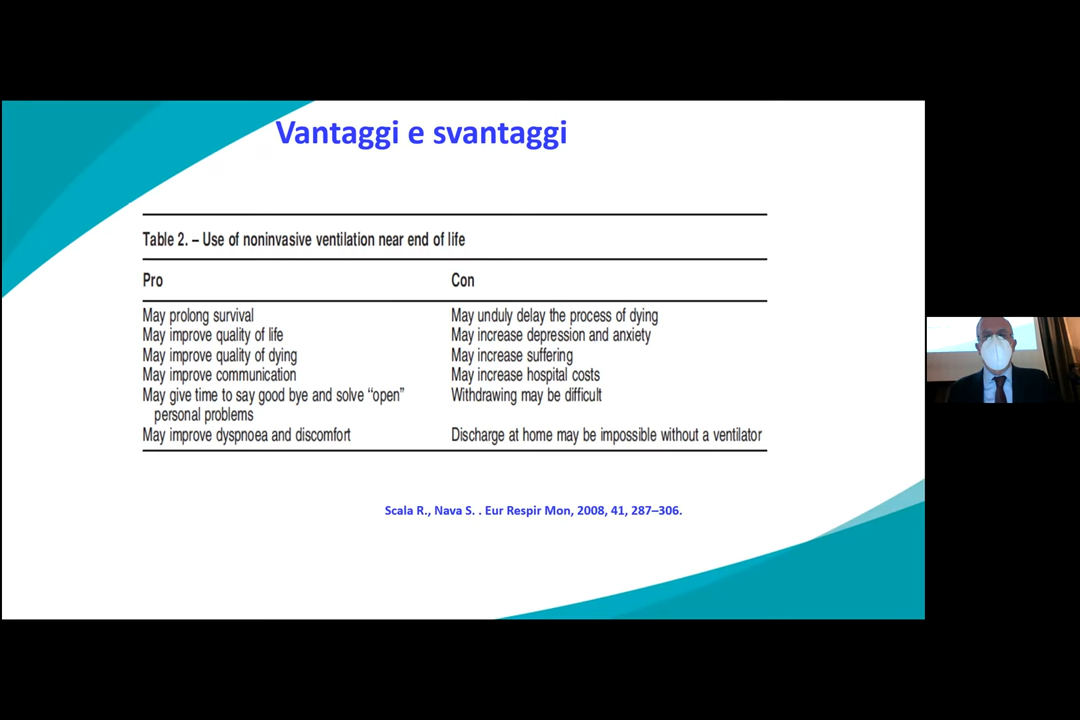 Vantaggi e svantaggi
Table 2. – Use of noninvasive ventilation near end of life
Pro Con
May prolong survival May unduly delay the process of dying
May improve quality of life May increase depression and anxiety
May improve quality of dying May increase suffering
May improve communication May increase hospital costs
May give time to say good bye and solve “open” Withdrawing may be difficult
personal problems
May improve dyspnoea and discomfort Discharge at home may be impossible without a ventilator
Scala R., Nava S. . Eur Respir Mon, 2008, 41, 287–306.